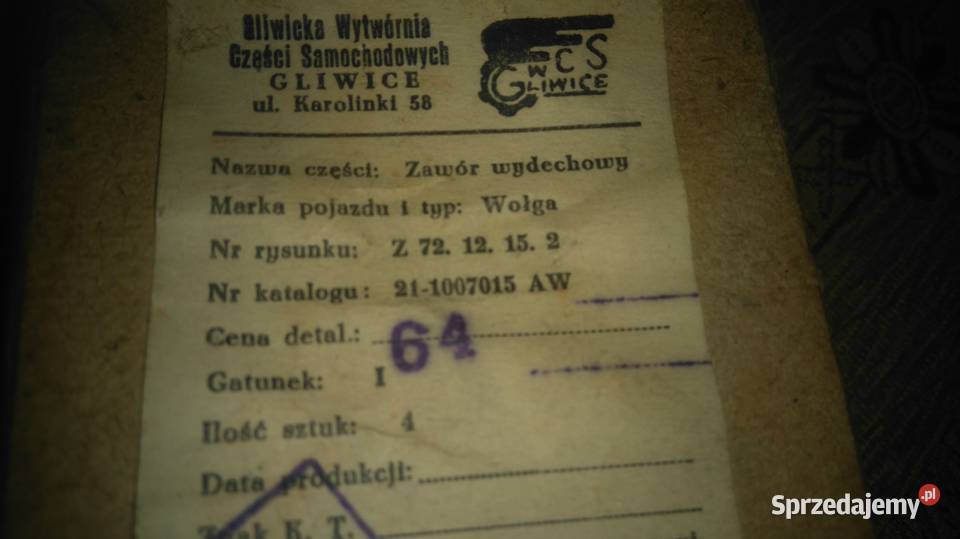 Gliwicka Wytwórnia
Części Samochodowych
GLIWICE
ul. Karolinki 58
WCS
GLIWICE
Nazwa części: Zawór wydechowy
Marka pojazdu i typ: Wołga
Nr rysunku: Z 72. 12. 15. 2
Nr katalogu: 21-1007015 AW
Cena detal.: 64
Gatunek: I
Ilość sztuk: 4
Data produkcji:
Znak K. T.
Sprzedajemy.pl